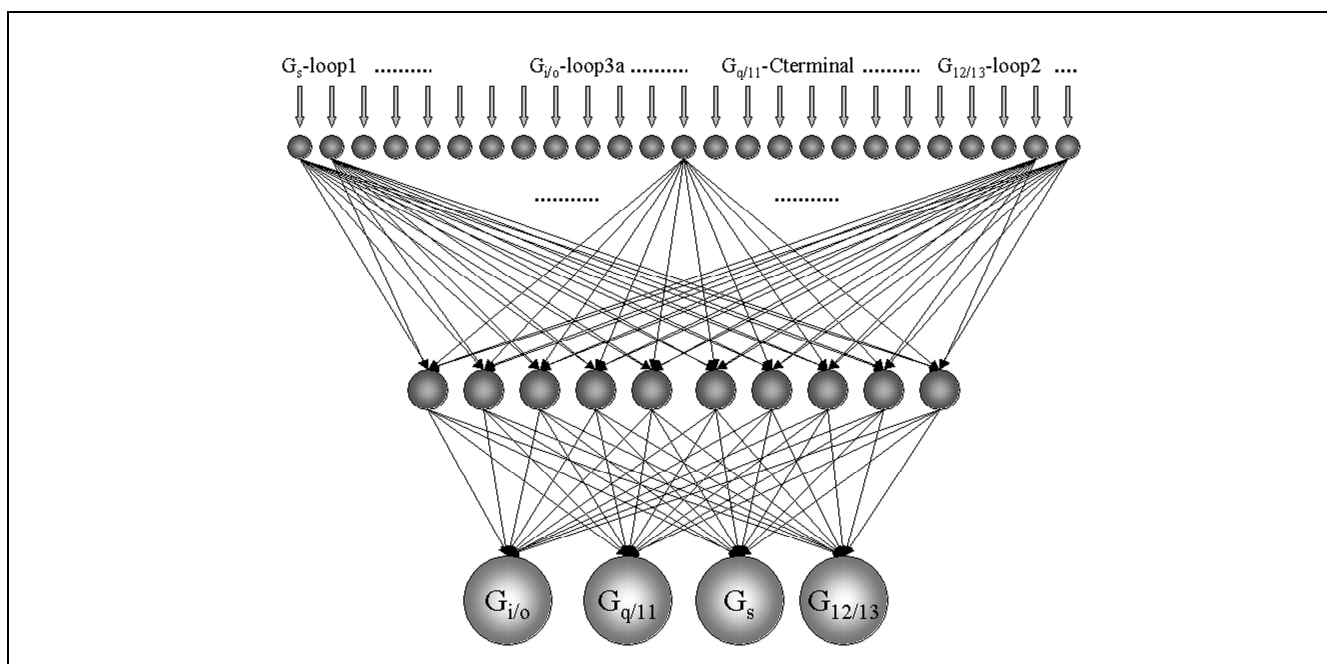 Gs-loop1 .......... Gi/o-loop3a .......... Gq/11-Cterminal .......... G12/13-loop2 ....
........... ...........
Gi/o Gq/11 Gs G12/13